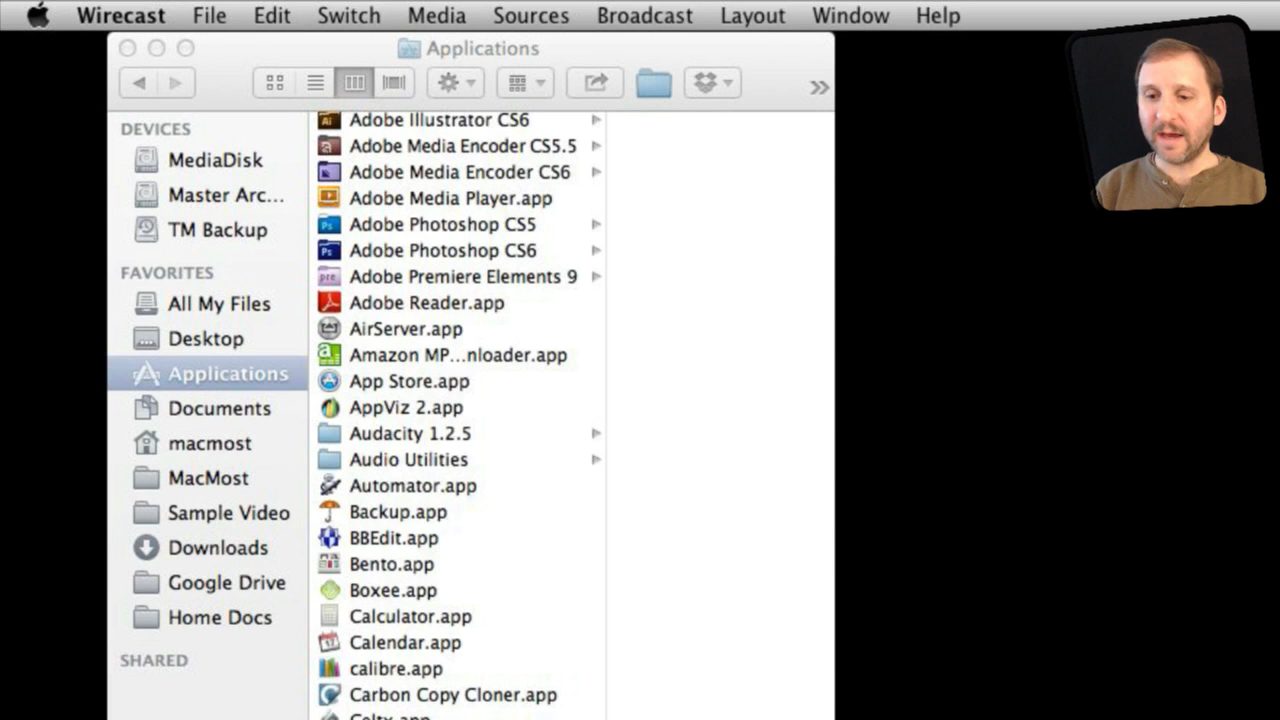 Wirecast File Edit Switch Media Sources Broadcast Layout Window Help
Applications
DEVICES
MediaDisk
Master Arc...
TM Backup
FAVORITES
All My Files
Desktop
Applications
Documents
macmost
MacMost
Sample Video
Downloads
Google Drive
Home Docs
SHARED
Adobe Illustrator CS6
Adobe Media Encoder CS5.5
Adobe Media Encoder CS6
Adobe Media Player.app
Adobe Photoshop CS5
Adobe Photoshop CS6
Adobe Premiere Elements 9
Adobe Reader.app
AirServer.app
Amazon MP...nloader.app
App Store.app
AppViz 2.app
Audacity 1.2.5
Audio Utilities
Automator.app
Backup.app
BBEdit.app
Bento.app
Boxee.app
Calculator.app
Calendar.app
calibre.app
Carbon Copy Cloner.app
Celtx.app